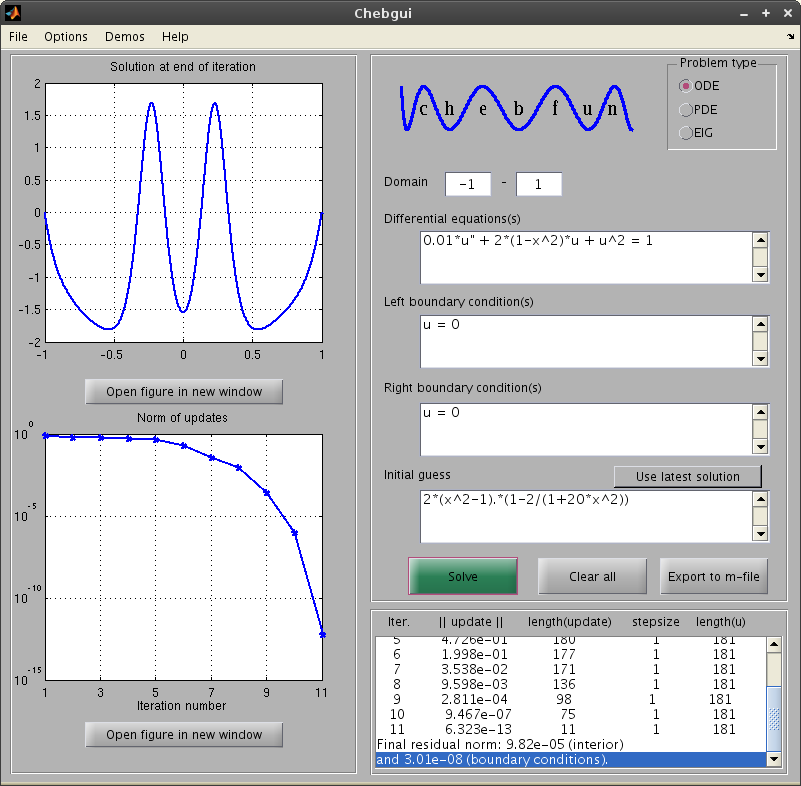 Chebgui
File Options Demos Help
Solution at end of iteration
2
1.5
1
0.5
0
-0.5
-1
-1.5
-2
-1 -0.5 0 0.5 1
Open figure in new window
Norm of updates
10^0
10^-5
10^-10
10^-15
1 3 5 7 9 11
Iteration number
Open figure in new window
chebfun
Problem type
ODE
PDE
EIG
Domain -1 - 1
Differential equations(s)
0.01*u" + 2*(1-x^2)*u + u^2 = 1
Left boundary condition(s)
u = 0
Right boundary condition(s)
u = 0
Initial guess
Use latest solution
2*(x^2-1).*(1-2/(1+20*x^2))
Solve Clear all Export to m-file
Iter. || update || length(update) stepsize length(u)
5 4.726e-01 180 1 181
6 1.998e-01 177 1 181
7 3.538e-02 171 1 181
8 9.598e-03 136 1 181
9 2.811e-04 98 1 181
10 9.467e-07 75 1 181
11 6.323e-13 11 1 181
Final residual norm: 9.82e-05 (interior)
and 3.01e-08 (boundary conditions).